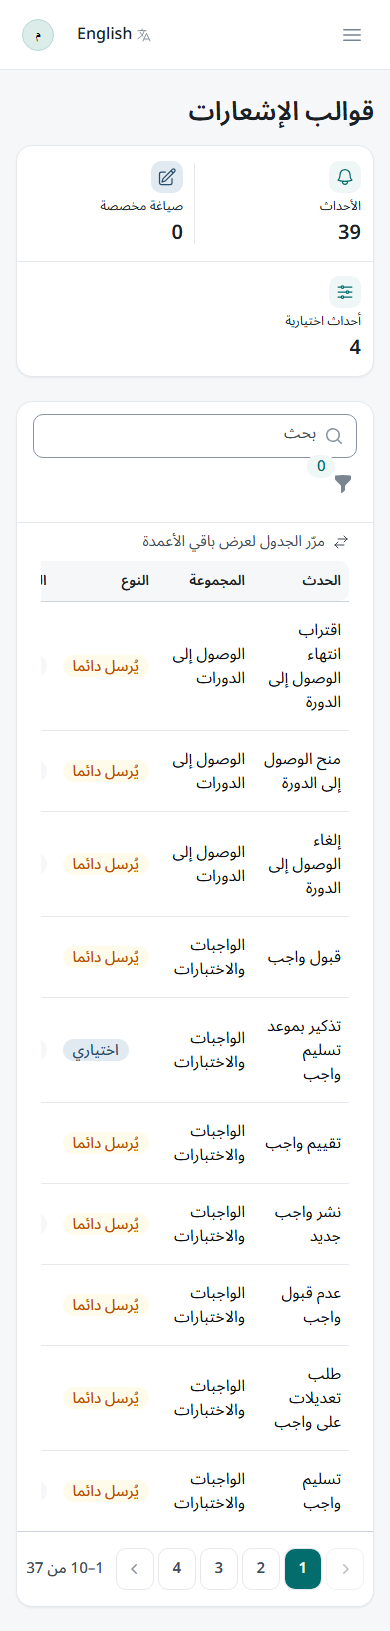 English
م
قوالب الإشعارات
الأحداث
39
صياغة مخصصة
0
أحداث اختيارية
4
بحث
0
مرّر الجدول لعرض باقي الأعمدة
الحدث
المجموعة
النوع
اقتراب
انتهاء
الوصول إلى
الدورة
الوصول إلى
الدورات
يُرسل دائما
منح الوصول
إلى الدورة
الوصول إلى
الدورات
يُرسل دائما
إلغاء
الوصول إلى
الدورة
الوصول إلى
الدورات
يُرسل دائما
قبول واجب
الواجبات
والاختبارات
يُرسل دائما
تذكير بموعد
تسليم
واجب
الواجبات
والاختبارات
اختياري
تقييم واجب
الواجبات
والاختبارات
يُرسل دائما
نشر واجب
جديد
الواجبات
والاختبارات
يُرسل دائما
عدم قبول
واجب
الواجبات
والاختبارات
يُرسل دائما
طلب
تعديلات
على واجب
الواجبات
والاختبارات
يُرسل دائما
تسليم
واجب
الواجبات
والاختبارات
يُرسل دائما
1 2 3 4
1–10 من 37